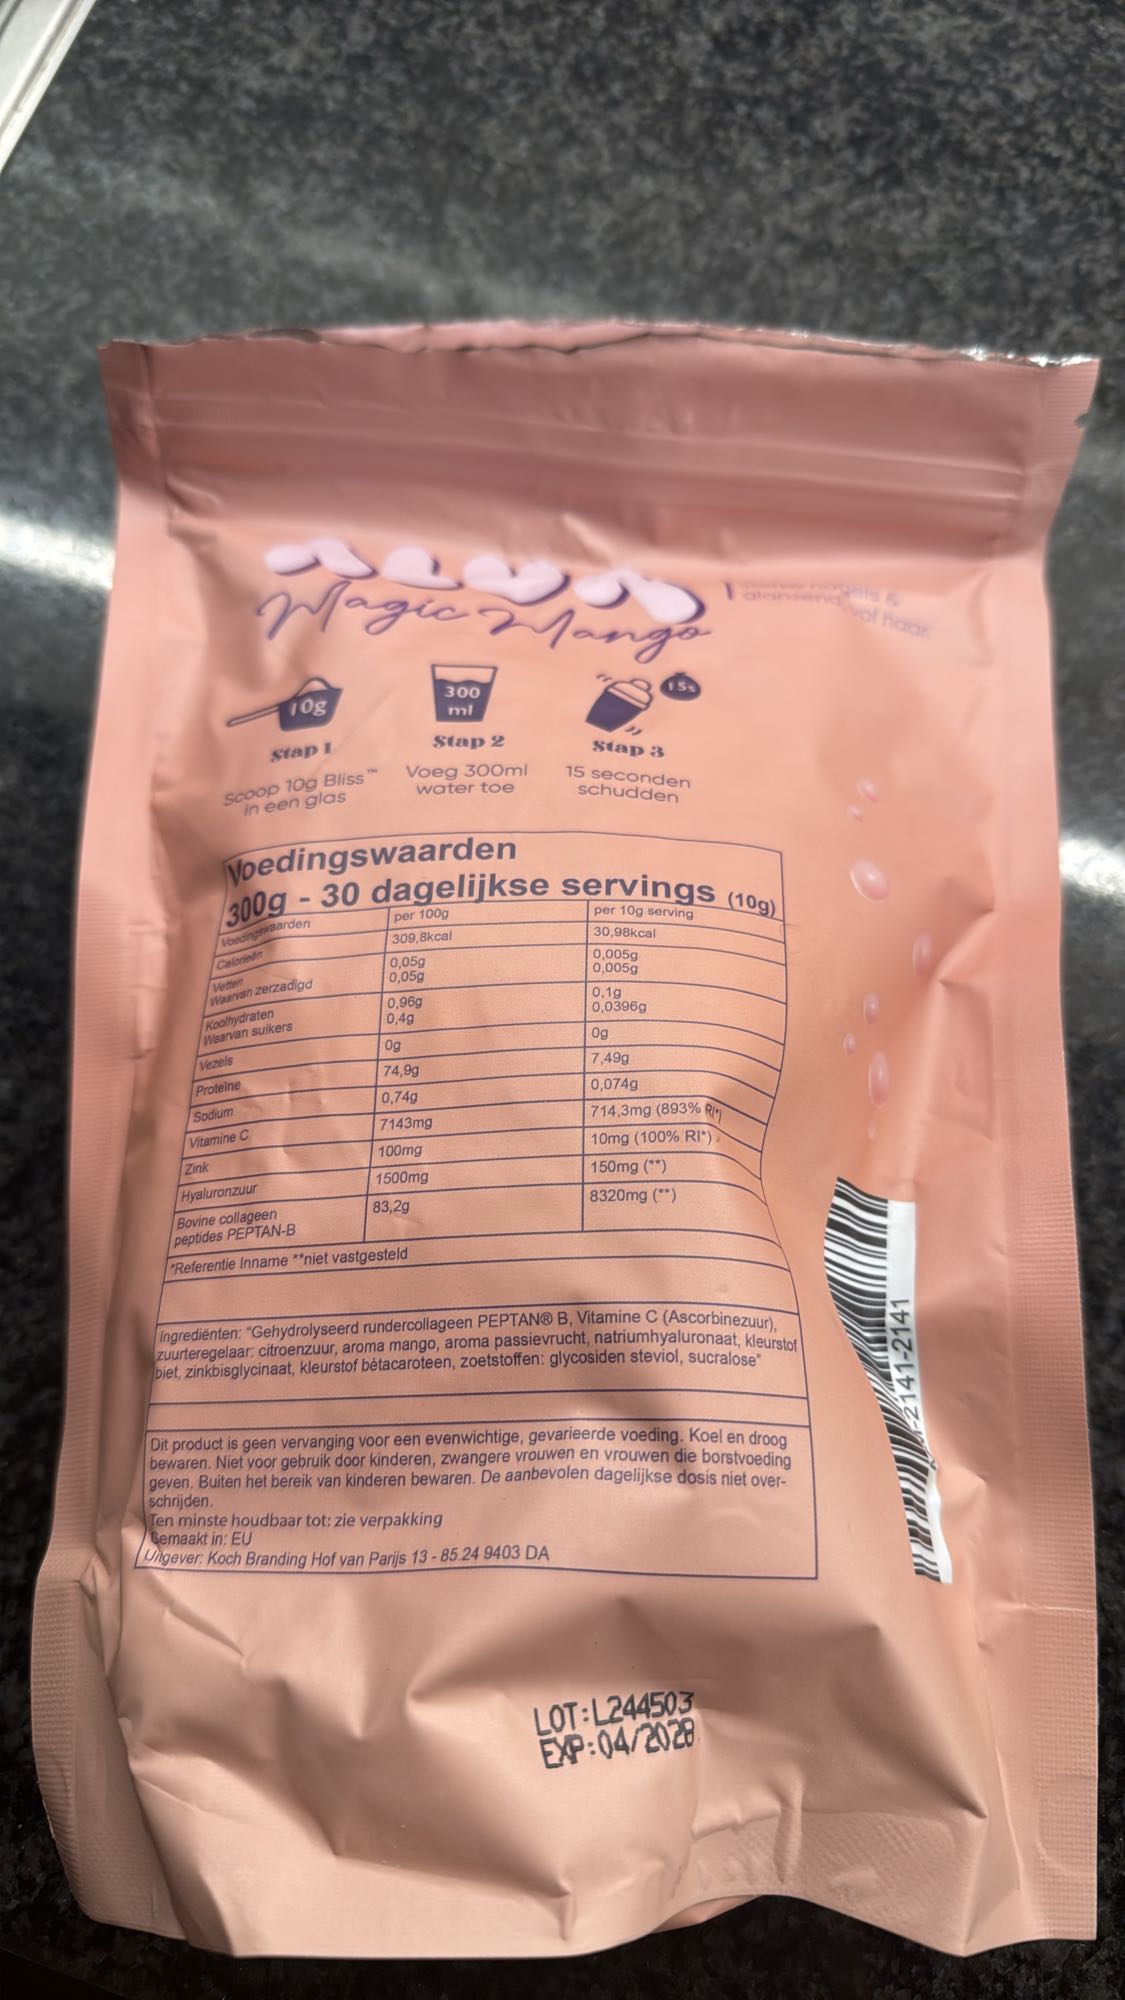 Magic Mango
glanzend, vol haar
10g
300
ml
15s
Stap 1
Stap 2
Stap 3
Scoop 10g Bliss™
in een glas
Voeg 300ml
water toe
15 seconden
schudden
Voedingswaarden
300g - 30 dagelijkse servings (10g)
Voedingswaarden per 100g per 10g serving
Calorieën 309,8kcal 30,98kcal
Vetten 0,05g 0,005g
Waarvan zerzadigd 0,05g 0,005g
Koolhydraten 0,96g 0,1g
Waarvan suikers 0,4g 0,0396g
Vezels 0g 0g
Proteïne 74,9g 7,49g
Sodium 0,74g 0,074g
Vitamine C 7143mg 714,3mg (893% RI*)
Zink 100mg 10mg (100% RI*)
Hyaluronzuur 1500mg 150mg (**)
Bovine collageen 83,2g 8320mg (**)
peptides PEPTAN-B
*Referentie Inname **niet vastgesteld
Ingrediënten: "Gehydrolyseerd rundercollageen PEPTAN® B, Vitamine C (Ascorbinezuur),
zuurteregelaar: citroenzuur, aroma mango, aroma passievrucht, natriumhyaluronaat, kleurstof
biet, zinkbisglycinaat, kleurstof bètacaroteen, zoetstoffen: glycosiden steviol, sucralose"
Dit product is geen vervanging voor een evenwichtige, gevarieerde voeding. Koel en droog
bewaren. Niet voor gebruik door kinderen, zwangere vrouwen en vrouwen die borstvoeding
geven. Buiten het bereik van kinderen bewaren. De aanbevolen dagelijkse dosis niet over-
schrijden.
Ten minste houdbaar tot: zie verpakking
Gemaakt in: EU
Uitgever: Koch Branding Hof van Parijs 13 - 85.24 9403 DA
-2141-2141
LOT:L244503
EXP:04/2028